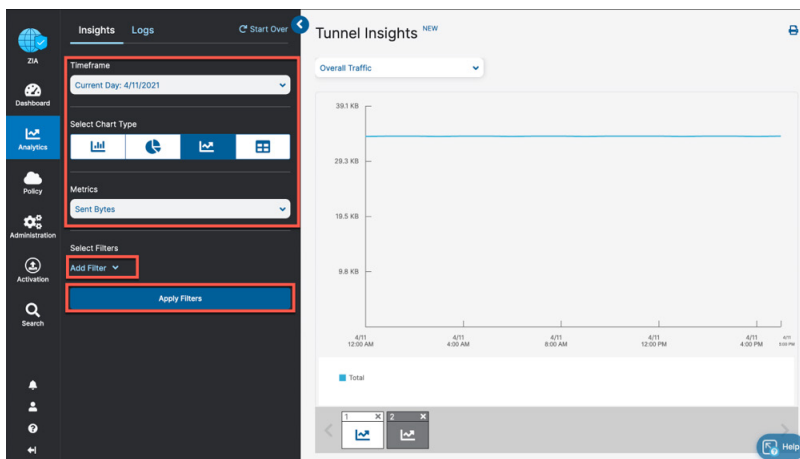 ZIA
Dashboard
Analytics
Policy
Administration
Activation
Search
Insights Logs Start Over
Timeframe
Current Day: 4/11/2021
Select Chart Type
Metrics
Sent Bytes
Select Filters
Add Filter
Apply Filters
Tunnel Insights NEW
Overall Traffic
39.1 KB
29.3 KB
19.5 KB
9.8 KB
4/11 4/11 4/11 4/11 4/11 4/11
12:00 AM 4:00 AM 8:00 AM 12:00 PM 4:00 PM
Total
1 2
Help